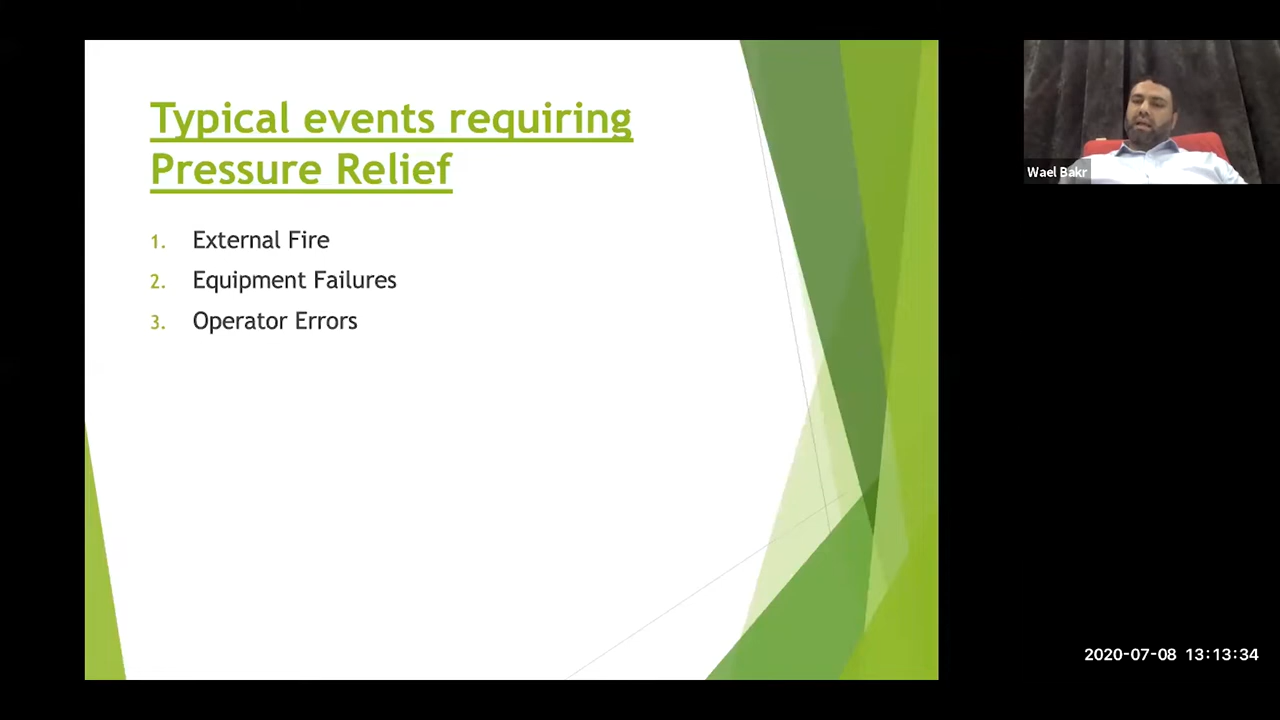 Typical events requiring
Pressure Relief
1. External Fire
2. Equipment Failures
3. Operator Errors
Wael Bakr
2020-07-08 13:13:34